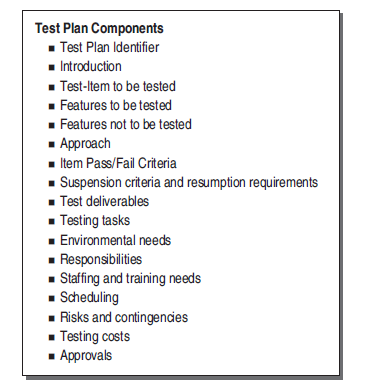 Test Plan Components
■ Test Plan Identifier
■ Introduction
■ Test-Item to be tested
■ Features to be tested
■ Features not to be tested
■ Approach
■ Item Pass/Fail Criteria
■ Suspension criteria and resumption requirements
■ Test deliverables
■ Testing tasks
■ Environmental needs
■ Responsibilities
■ Staffing and training needs
■ Scheduling
■ Risks and contingencies
■ Testing costs
■ Approvals